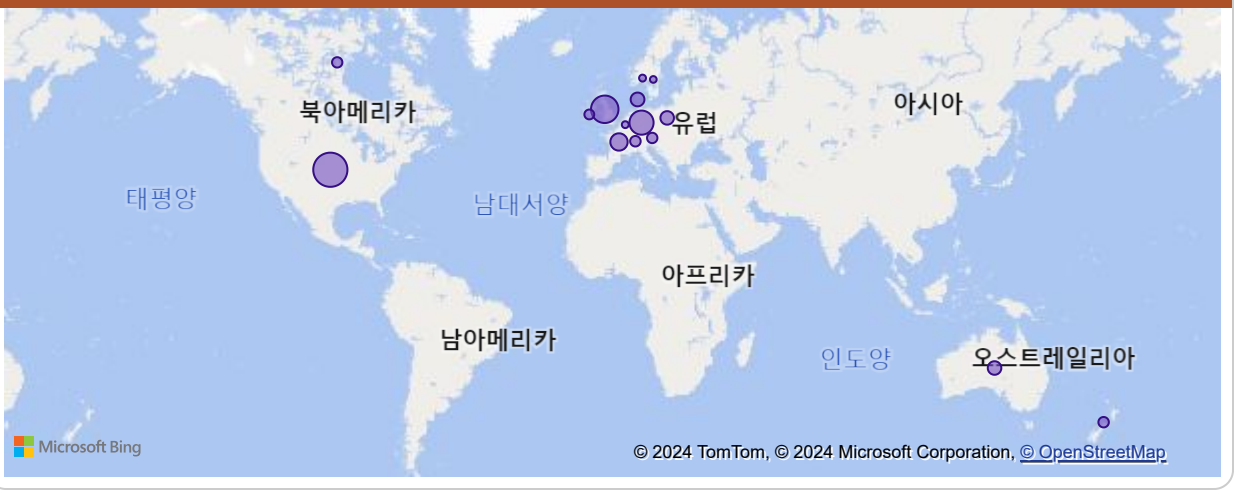 북아메리카
유럽
아시아
태평양
남대서양
아프리카
남아메리카
인도양
오스트레일리아
Microsoft Bing
© 2024 TomTom, © 2024 Microsoft Corporation, © OpenStreetMap